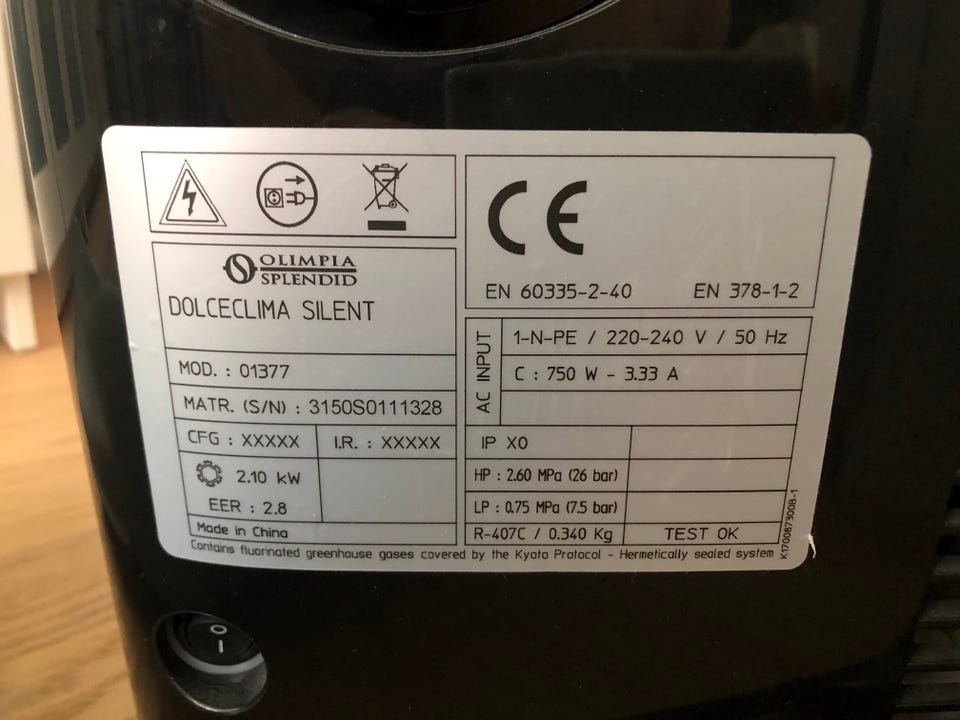 OLIMPIA
SPLENDID
DOLCECLIMA SILENT
MOD. : 01377
MATR. (S/N) : 3150S0111328
CFG : XXXXX
I.R. : XXXXX
2.10 kW
EER : 2.8
Made in China
CE
EN 60335-2-40 EN 378-1-2
AC INPUT
1-N-PE / 220-240 V / 50 Hz
C : 750 W - 3.33 A
IP X0
HP : 2.60 MPa (26 bar)
LP : 0.75 MPa (7.5 bar)
R-407C / 0.340 Kg
TEST OK
Contains fluorinated greenhouse gases covered by the Kyoto Protocol - Hermetically sealed system
K170087300B-1